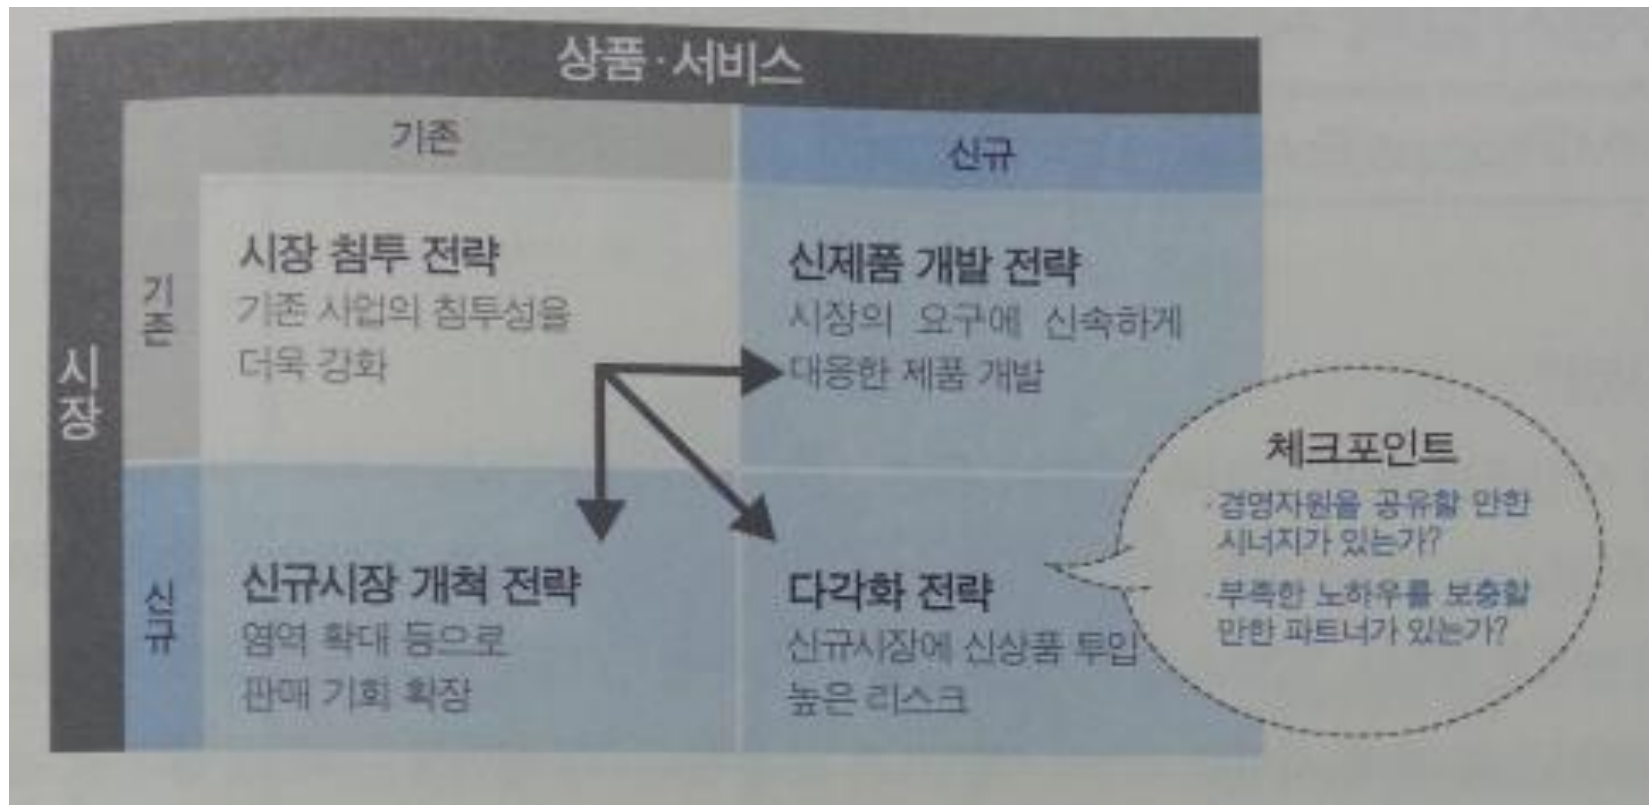 상품·서비스
기존
신규
시장
기존
시장 침투 전략
기존 사업의 침투성을
더욱 강화
신제품 개발 전략
시장의 요구에 신속하게
대응한 제품 개발
신규
신규시장 개척 전략
영역 확대 등으로
판매 기회 확장
다각화 전략
신규시장에 신상품 투입
높은 리스크
체크포인트
·경영자원을 공유할 만한
시너지가 있는가?
·부족한 노하우를 보충할
만한 파트너가 있는가?